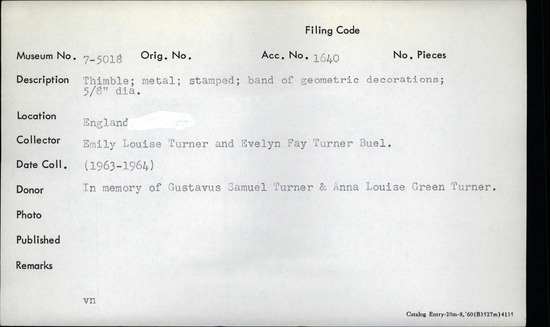 Filing Code
Museum No. 7-5018 Orig. No. Acc. No. 1640 No. Pieces
Description Thimble; metal; stamped; band of geometric decorations;
5/8" dia.
Location England
Collector Emily Louise Turner and Evelyn Fay Turner Buel.
Date Coll. (1963-1964)
Donor In memory of Gustavus Samuel Turner & Anna Louise Green Turner.
Photo
Published
Remarks
vn
Catalog Entry-20m-8,'60(B3527m)4135